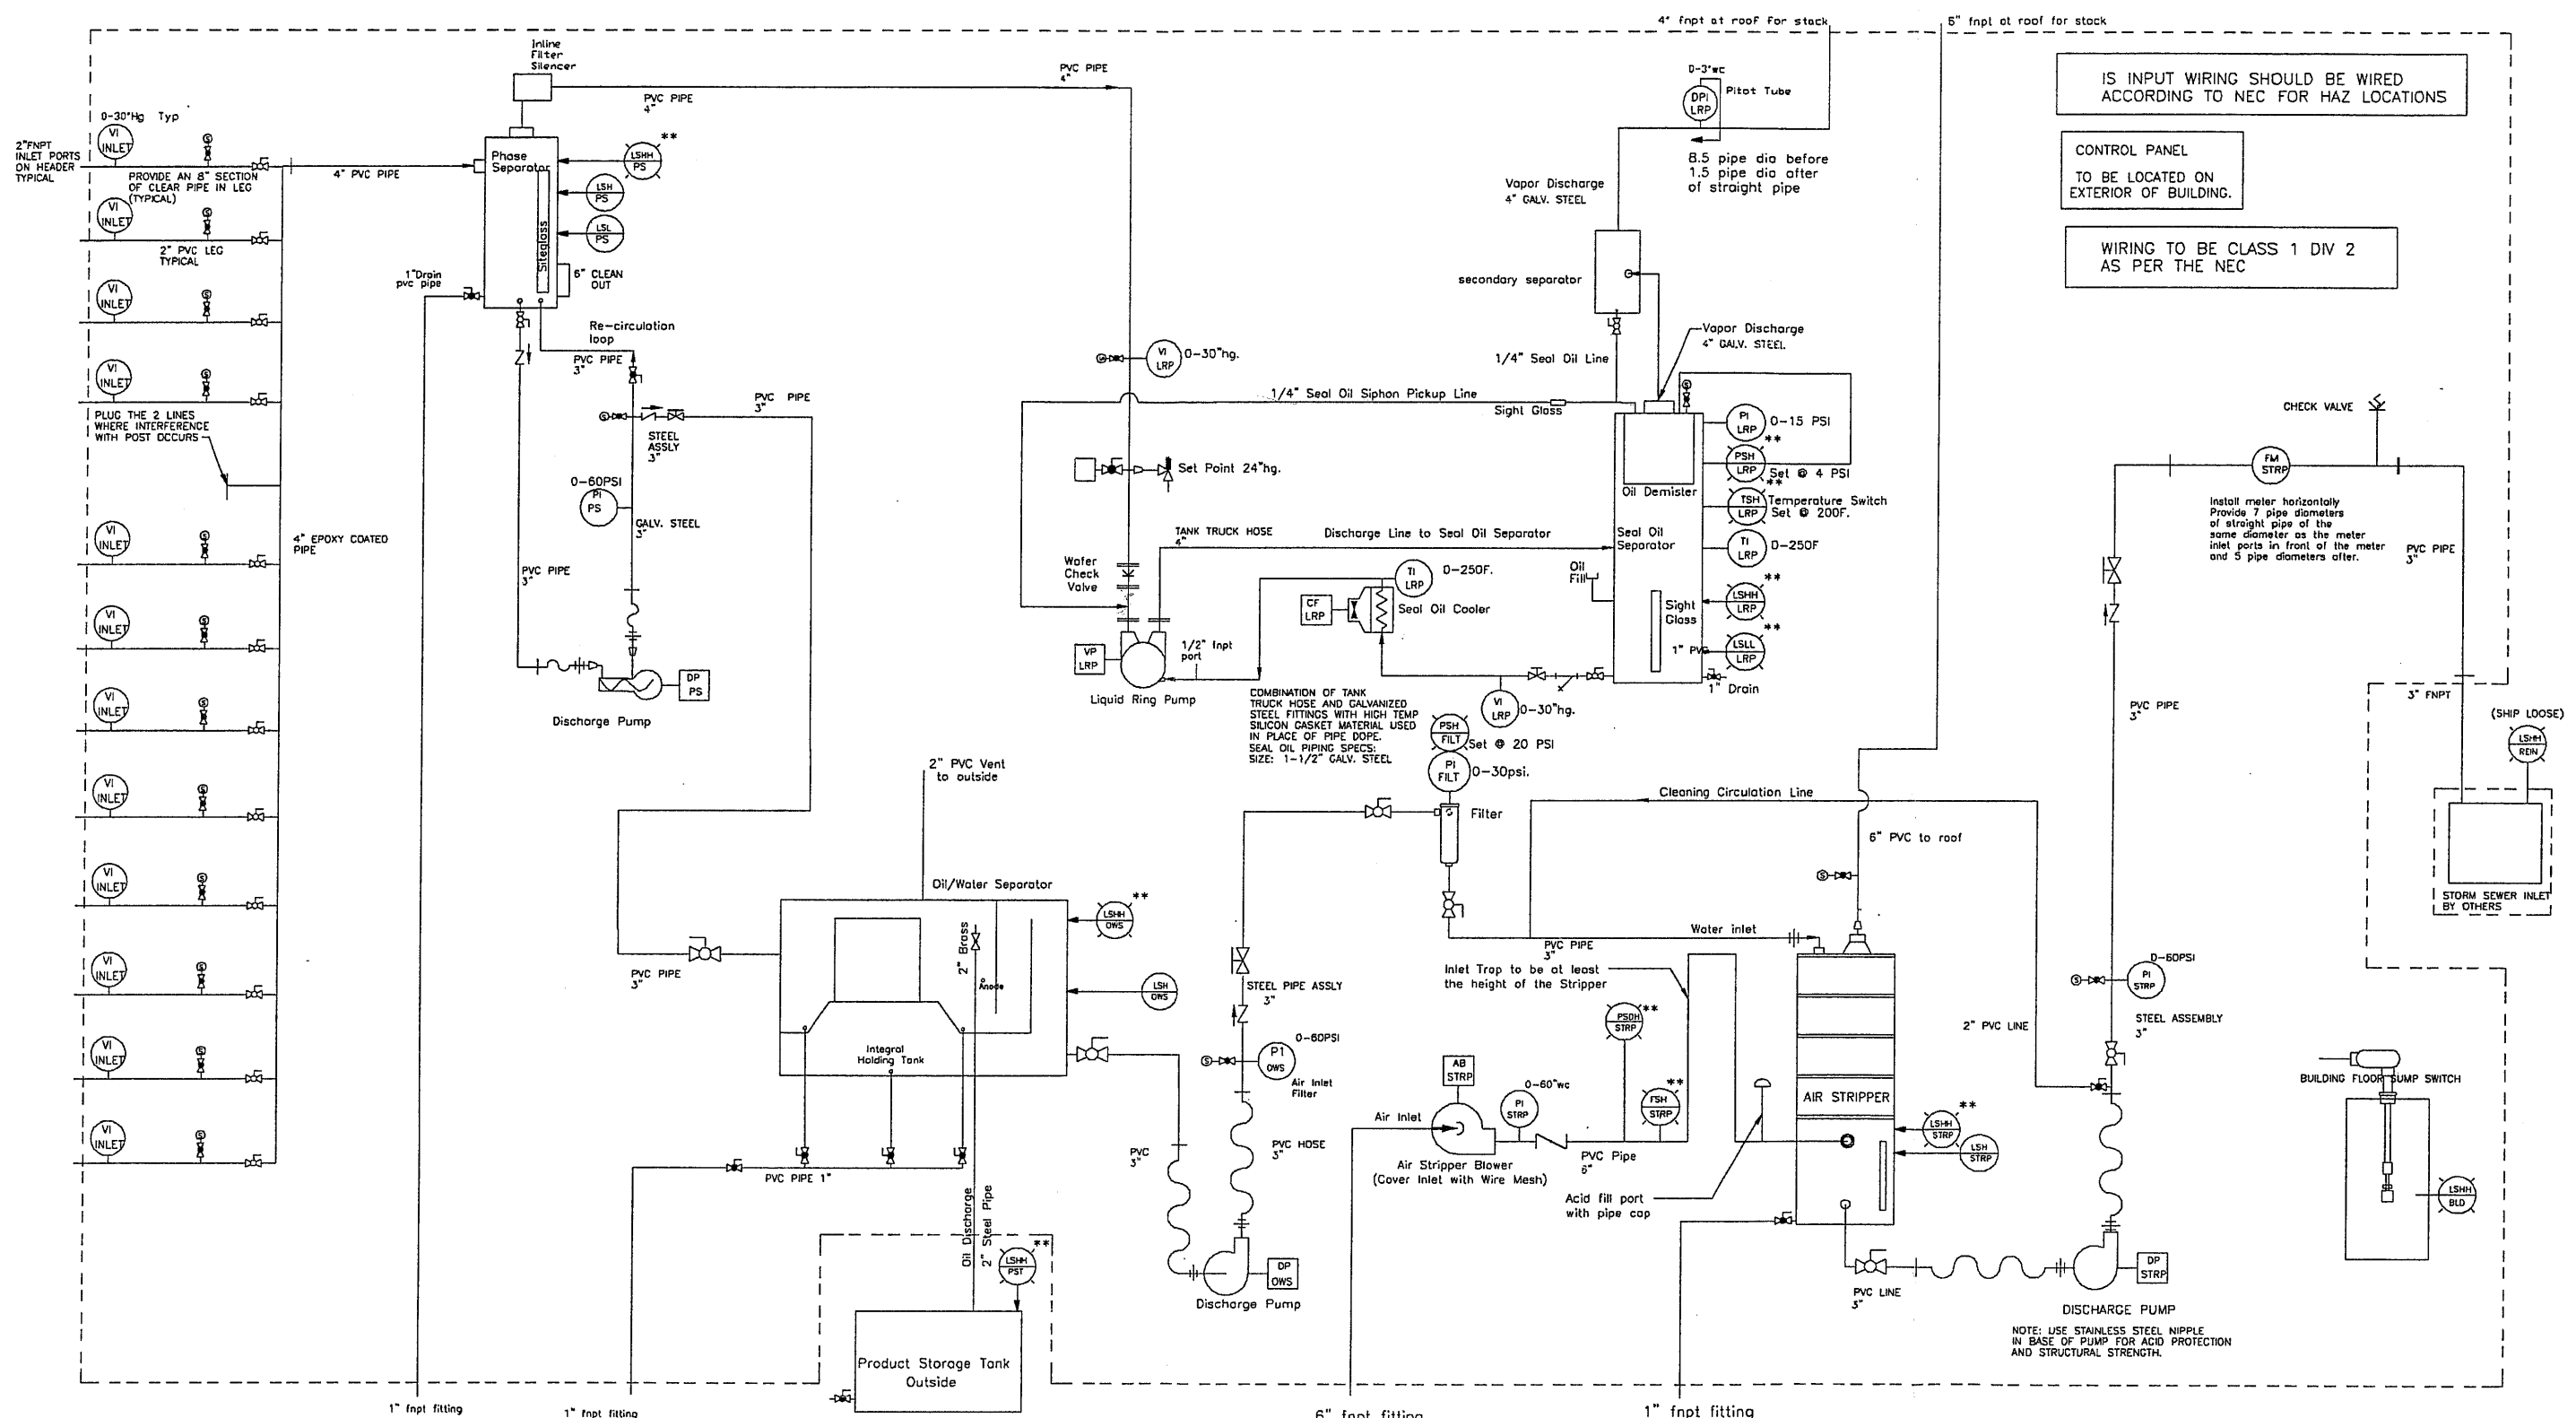 4" fnpt at roof for stack
6" fnpt at roof for stack
Inline
Filter
Silencer
PVC PIPE
4"
PVC PIPE
4"
0-3"wc
Pitot Tube
DPI
LRP
8.5 pipe dia before
1.5 pipe dia after
of straight pipe
IS INPUT WIRING SHOULD BE WIRED
ACCORDING TO NEC FOR HAZ LOCATIONS
CONTROL PANEL
TO BE LOCATED ON
EXTERIOR OF BUILDING.
WIRING TO BE CLASS 1 DIV 2
AS PER THE NEC
0-30"Hg Typ
2"FNPT
INLET PORTS
ON HEADER
TYPICAL
VI
INLET
S
PROVIDE AN 8" SECTION
OF CLEAR PIPE IN LEG
(TYPICAL)
4" PVC PIPE
VI
INLET
S
2" PVC LEG
TYPICAL
VI
INLET
S
VI
INLET
S
PLUG THE 2 LINES
WHERE INTERFERENCE
WITH POST OCCURS
VI
INLET
S
4" EPOXY COATED
PIPE
VI
INLET
S
VI
INLET
S
VI
INLET
S
VI
INLET
S
VI
INLET
S
VI
INLET
S
VI
INLET
S
Phase
Separator
Siteglass
LSHH
PS
**
LSH
PS
LSL
PS
6" CLEAN
OUT
1"Drain
pvc pipe
Re-circulation
loop
PVC PIPE
3"
PVC PIPE
3"
S
STEEL
ASSLY
3"
0-60PSI
PI
PS
GALV. STEEL
3"
PVC PIPE
3"
DP
PS
Discharge Pump
Vapor Discharge
4" GALV. STEEL
secondary separator
Vapor Discharge
4" GALV. STEEL
1/4" Seal Oil Line
VI
LRP
0-30"hg.
1/4" Seal Oil Siphon Pickup Line
Sight Glass
S
Set Point 24"hg.
PI
LRP
0-15 PSI
**
PSH
LRP
Set @ 4 PSI
**
Oil Demister
TSH
LRP
Temperature Switch
Set @ 200F.
Seal Oil
Separator
TI
LRP
0-250F
TANK TRUCK HOSE
4"
Discharge Line to Seal Oil Separator
Wafer
Check
Valve
Oil
Fill
TI
LRP
0-250F.
CF
LRP
Seal Oil Cooler
Sight
Glass
LSHH
LRP
**
1" PVC
LSLL
LRP
**
1" Drain
VP
LRP
1/2" fnpt
port
Liquid Ring Pump
COMBINATION OF TANK
TRUCK HOSE AND GALVANIZED
STEEL FITTINGS WITH HIGH TEMP
SILICON GASKET MATERIAL USED
IN PLACE OF PIPE DOPE.
SEAL OIL PIPING SPECS:
SIZE: 1-1/2" GALV. STEEL
VI
LRP
0-30"hg.
PSH
FILT
Set @ 20 PSI
PI
FILT
0-30psi.
Filter
Cleaning Circulation Line
6" PVC to roof
S
CHECK VALVE
FM
STRP
Install meter horizontally
Provide 7 pipe diameters
of straight pipe of the
same diameter as the meter
inlet ports in front of the meter
and 5 pipe diameters after.
PVC PIPE
3"
PVC PIPE
3"
3" FNPT
(SHIP LOOSE)
LSHH
REIN
STORM SEWER INLET
BY OTHERS
2" PVC Vent
to outside
Oil/Water Separator
LSHH
OWS
**
2" Brass
Anode
LSH
OWS
Integral
Holding Tank
PVC PIPE
3"
PVC PIPE 1"
Oil Discharge
2" Steel Pipe
LSHH
PST
**
Product Storage Tank
Outside
STEEL PIPE ASSLY
3"
0-60PSI
S
P1
OWS
Air Inlet
Filter
PVC
3"
PVC HOSE
3"
DP
OWS
Discharge Pump
Water inlet
PVC PIPE
3"
Inlet Trap to be at least
the height of the Stripper
PSDH
STRP
**
AB
STRP
0-60"wc
PI
STRP
FSH
STRP
**
Air Inlet
PVC Pipe
6"
Air Stripper Blower
(Cover Inlet with Wire Mesh)
Acid fill port
with pipe cap
AIR STRIPPER
LSHH
STRP
**
LSH
STRP
2" PVC LINE
0-60PSI
S
PI
STRP
STEEL ASSEMBLY
3"
PVC LINE
3"
DP
STRP
DISCHARGE PUMP
NOTE: USE STAINLESS STEEL NIPPLE
IN BASE OF PUMP FOR ACID PROTECTION
AND STRUCTURAL STRENGTH.
BUILDING FLOOR SUMP SWITCH
LSHH
BLD
1" fnpt fitting
1" fnpt fitting
6" fnpt fitting
1" fnpt fitting